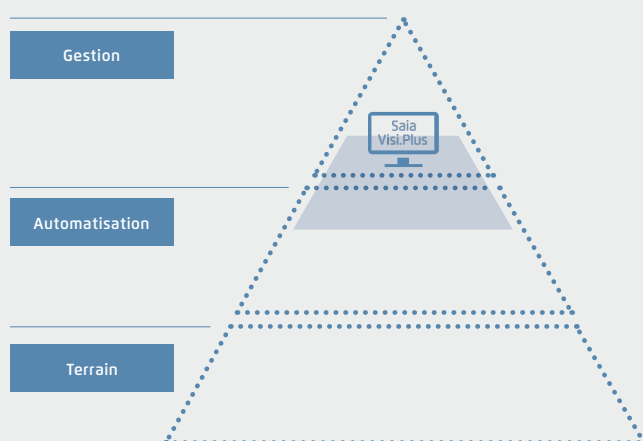 Gestion
Saia
Visi.Plus
Automatisation
Terrain